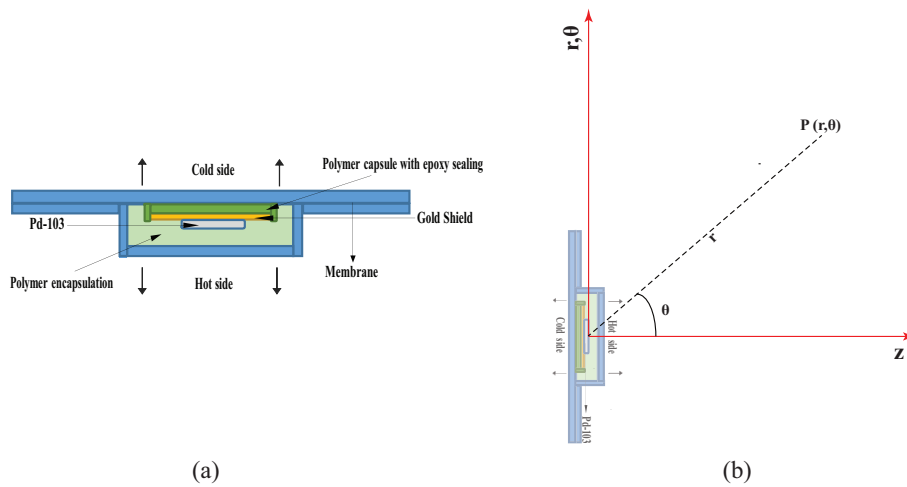 Cold side
Polymer capsule with epoxy sealing
Gold Shield
Pd-103
Membrane
Polymer encapsulation
Hot side
(a)
r,θ
P (r,θ)
r
θ
z
Cold side
Hot side
Pd-103
(b)